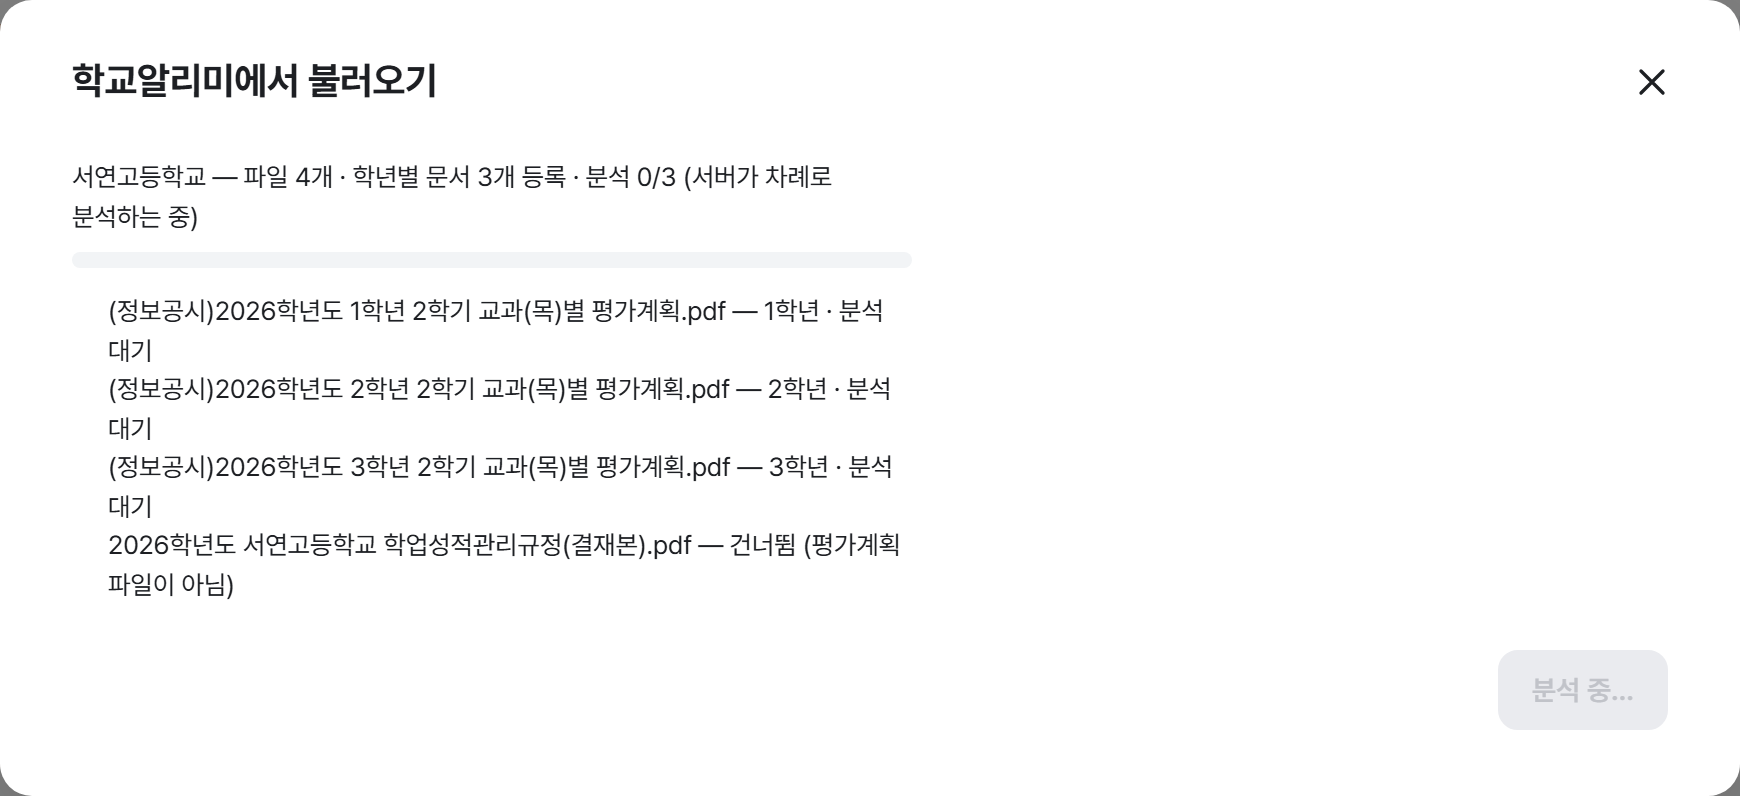 학교알리미에서 불러오기
서연고등학교 — 파일 4개 · 학년별 문서 3개 등록 · 분석 0/3 (서버가 차례로
분석하는 중)
(정보공시)2026학년도 1학년 2학기 교과(목)별 평가계획.pdf — 1학년 · 분석
대기
(정보공시)2026학년도 2학년 2학기 교과(목)별 평가계획.pdf — 2학년 · 분석
대기
(정보공시)2026학년도 3학년 2학기 교과(목)별 평가계획.pdf — 3학년 · 분석
대기
2026학년도 서연고등학교 학업성적관리규정(결재본).pdf — 건너뜀 (평가계획
파일이 아님)
분석 중...